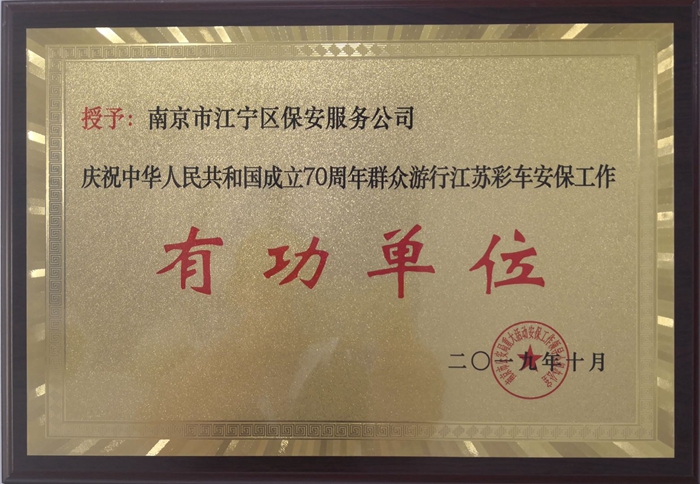 授予：南京市江宁区保安服务公司
庆祝中华人民共和国成立70周年群众游行江苏彩车安保工作
有功单位
二〇一九年十月